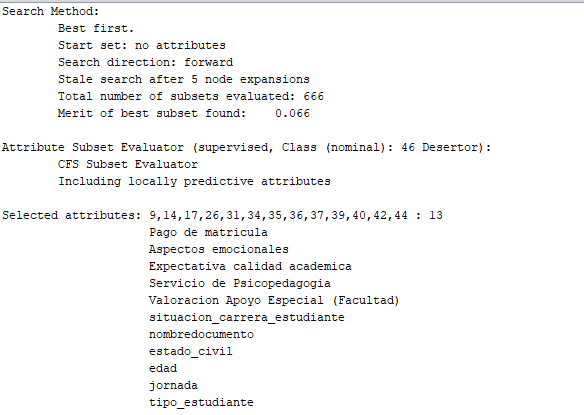 Search Method:
Best first.
Start set: no attributes
Search direction: forward
Stale search after 5 node expansions
Total number of subsets evaluated: 666
Merit of best subset found: 0.066
Attribute Subset Evaluator (supervised, Class (nominal): 46 Desertor):
CFS Subset Evaluator
Including locally predictive attributes
Selected attributes: 9,14,17,26,31,34,35,36,37,39,40,42,44 : 13
Pago de matricula
Aspectos emocionales
Expectativa calidad academica
Servicio de Psicopedagogia
Valoracion Apoyo Especial (Facultad)
situacion_carrera_estudiante
nombredocumento
estado_civil
edad
jornada
tipo_estudiante